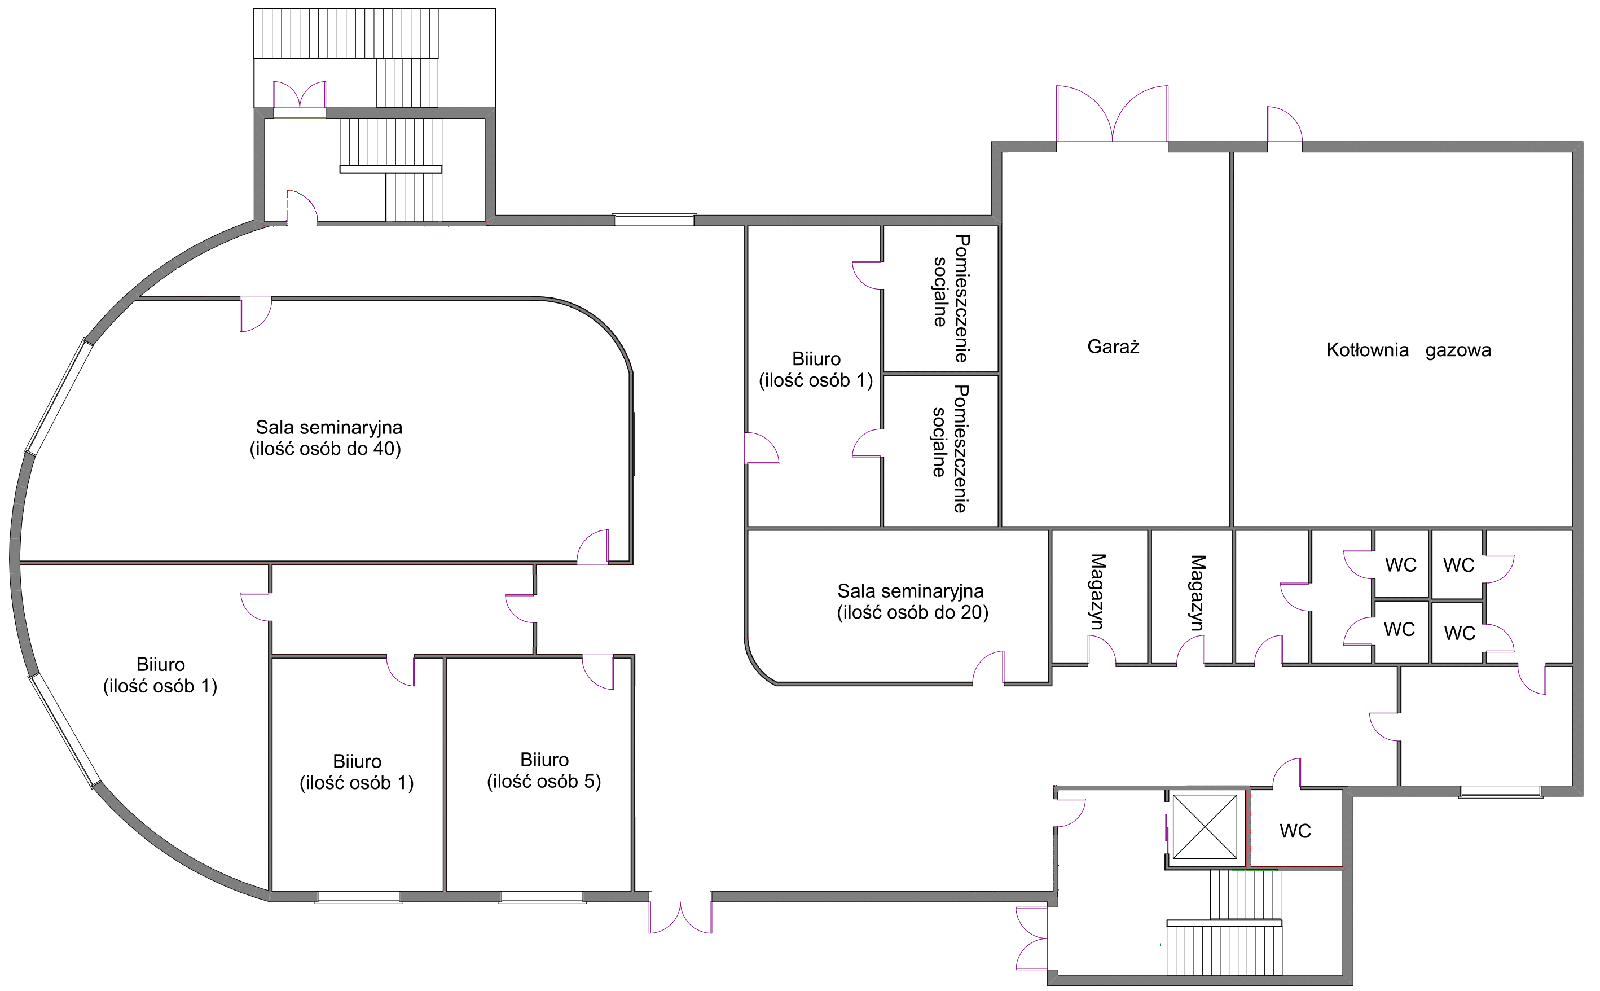 Pomieszczenie
socjalne
Biiuro
(ilość osób 1)
Garaż
Kotłownia gazowa
Pomieszczenie
socjalne
Sala seminaryjna
(ilość osób do 40)
Sala seminaryjna
(ilość osób do 20)
Magazyn
Magazyn
WC
WC
WC
WC
Biiuro
(ilość osób 1)
Biiuro
(ilość osób 1)
Biiuro
(ilość osób 5)
WC